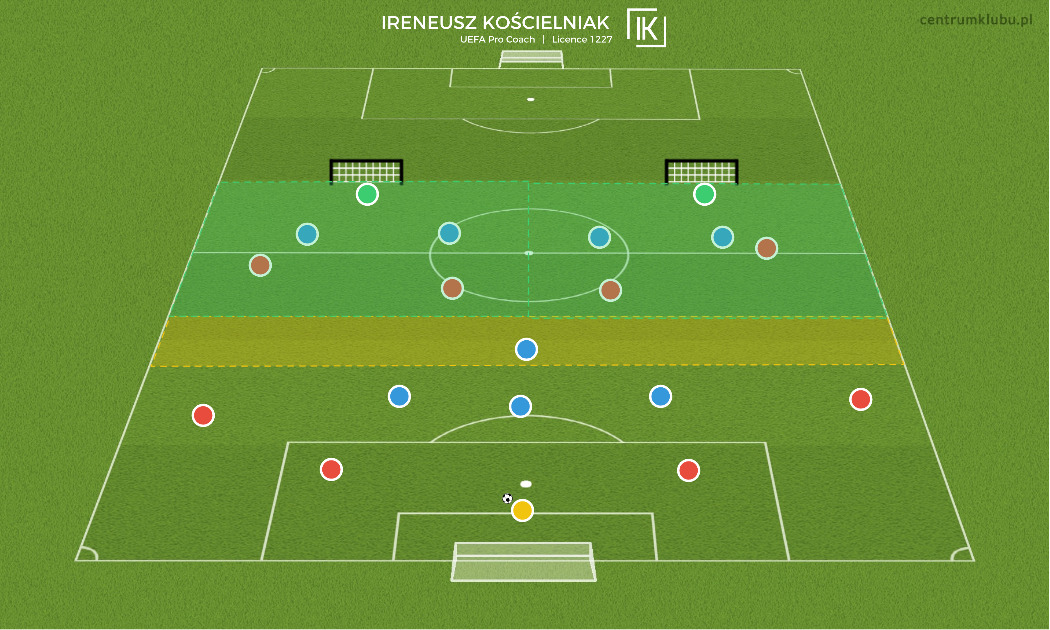 centrumklubu.pl
IRENEUSZ KOŚCIELNIAK
IK
UEFA Pro Coach | Licence 1227